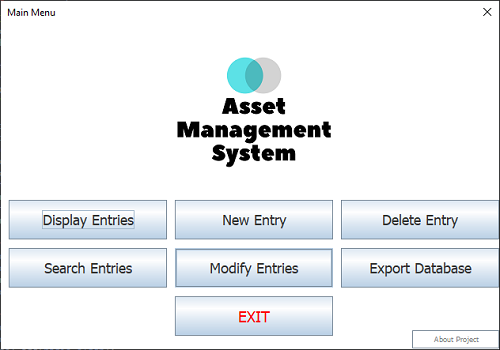 Main Menu
Asset
Management
System
Display Entries
New Entry
Delete Entry
Search Entries
Modify Entries
Export Database
EXIT
About Project